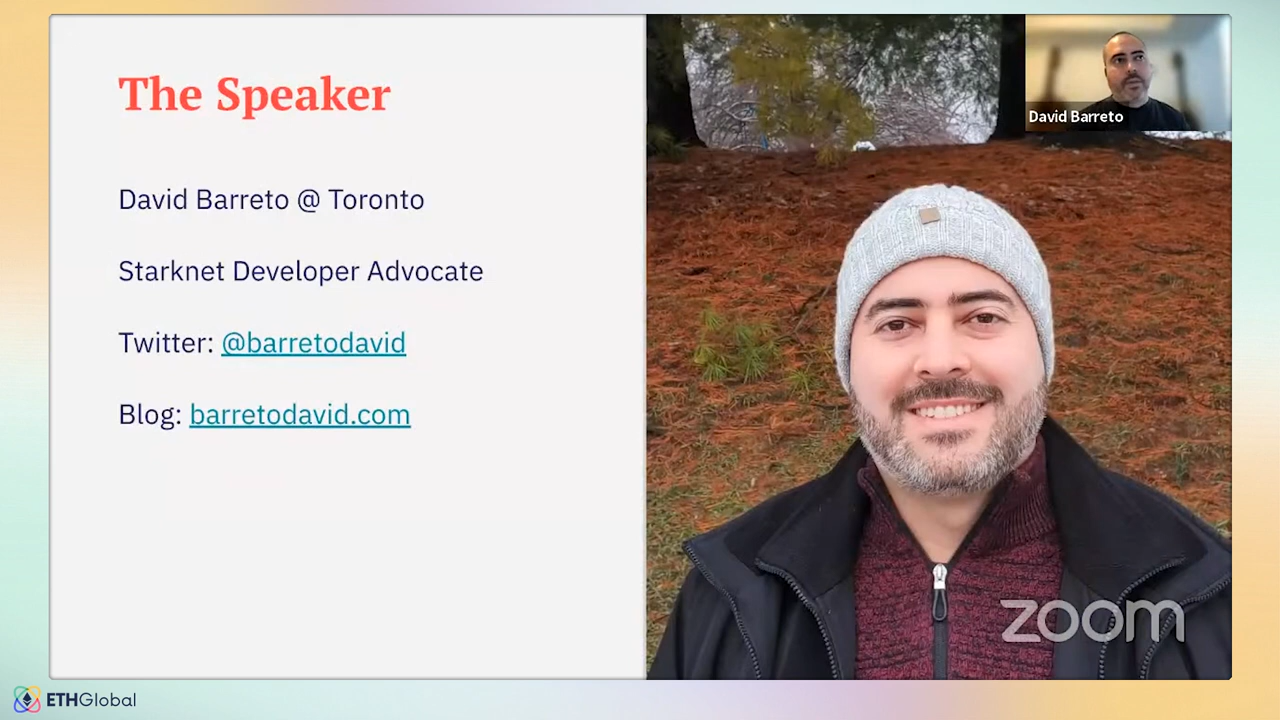 The Speaker
David Barreto @ Toronto
Starknet Developer Advocate
Twitter: @barretodavid
Blog: barretodavid.com
David Barreto
zoom
ETHGlobal